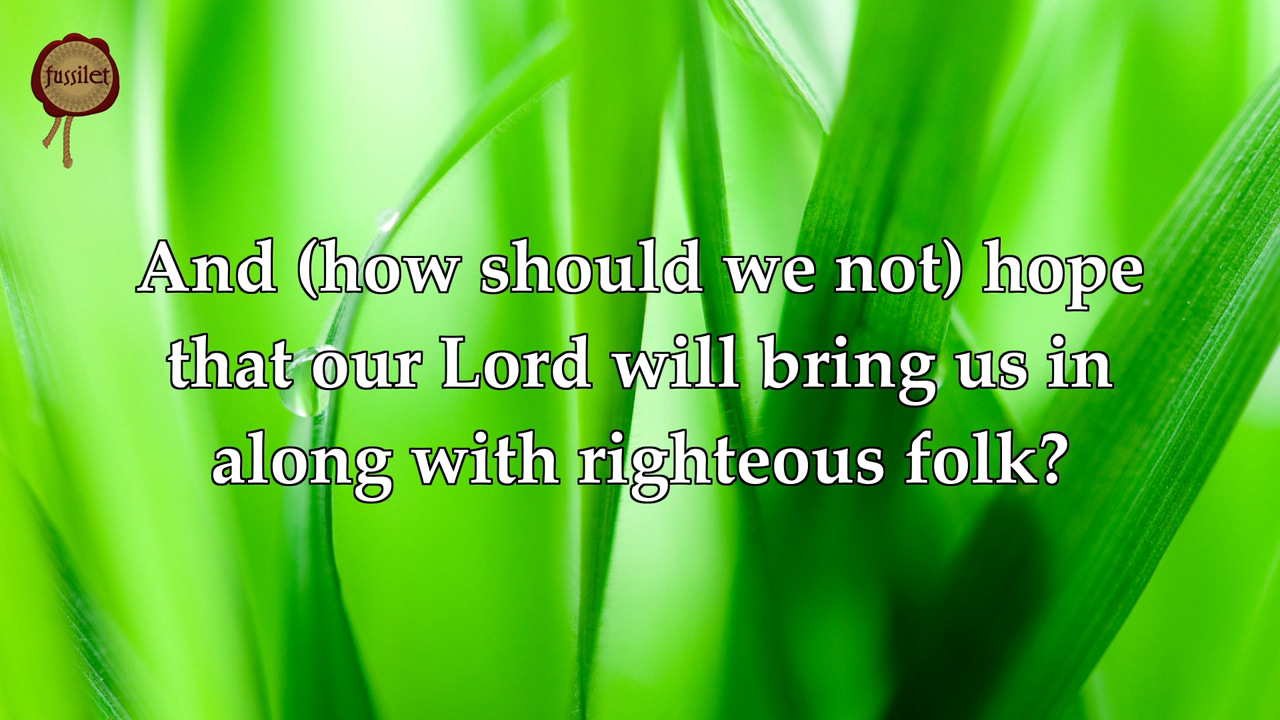 fussilet
And (how should we not) hope
that our Lord will bring us in
along with righteous folk?